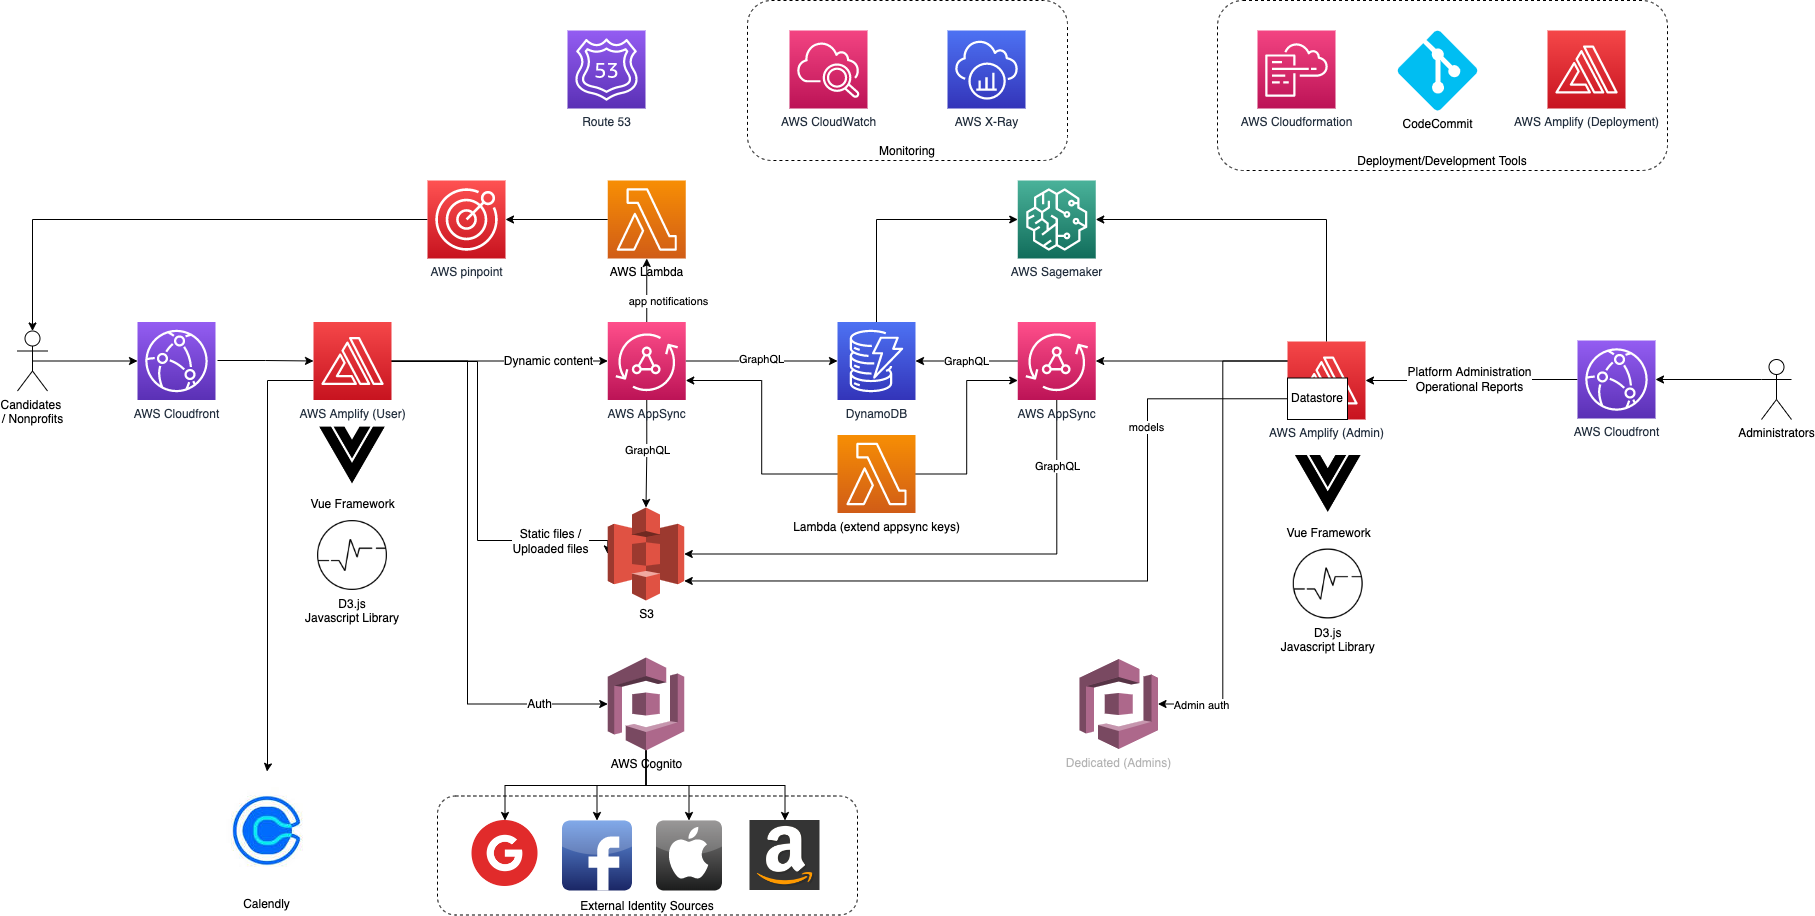 53
Route 53
AWS CloudWatch
AWS X-Ray
Monitoring
AWS Cloudformation
CodeCommit
AWS Amplify (Deployment)
Deployment/Development Tools
AWS pinpoint
AWS Lambda
AWS Sagemaker
app notifications
Candidates
/ Nonprofits
AWS Cloudfront
AWS Amplify (User)
Dynamic content
AWS AppSync
GraphQL
DynamoDB
GraphQL
AWS AppSync
models
Datastore
AWS Amplify (Admin)
Platform Administration
Operational Reports
AWS Cloudfront
Administrators
GraphQL
GraphQL
Vue Framework
Lambda (extend appsync keys)
Vue Framework
Static files /
Uploaded files
D3.js
Javascript Library
S3
D3.js
Javascript Library
Auth
Admin auth
AWS Cognito
Dedicated (Admins)
G
f
a
Calendly
External Identity Sources